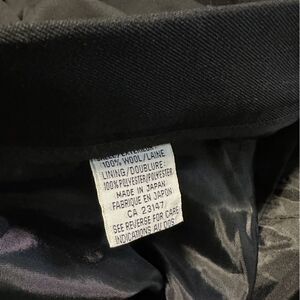 100% WOOL/LAINE
LINING/DOUBLURE:
100% POLYESTER/POLYESTER
MADE IN JAPAN
FABRIQUE EN JAPON
CA 23147
SEE REVERSE FOR CARE
INDICATIONS AU DOS